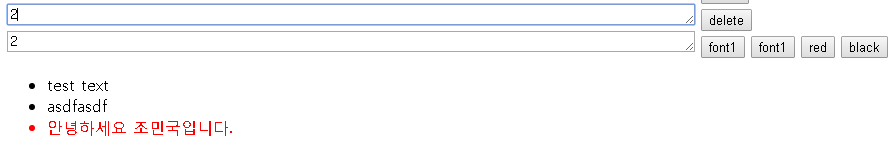 2
delete
2
font1 font1 red black
test text
asdfasdf
안녕하세요 조민국입니다.